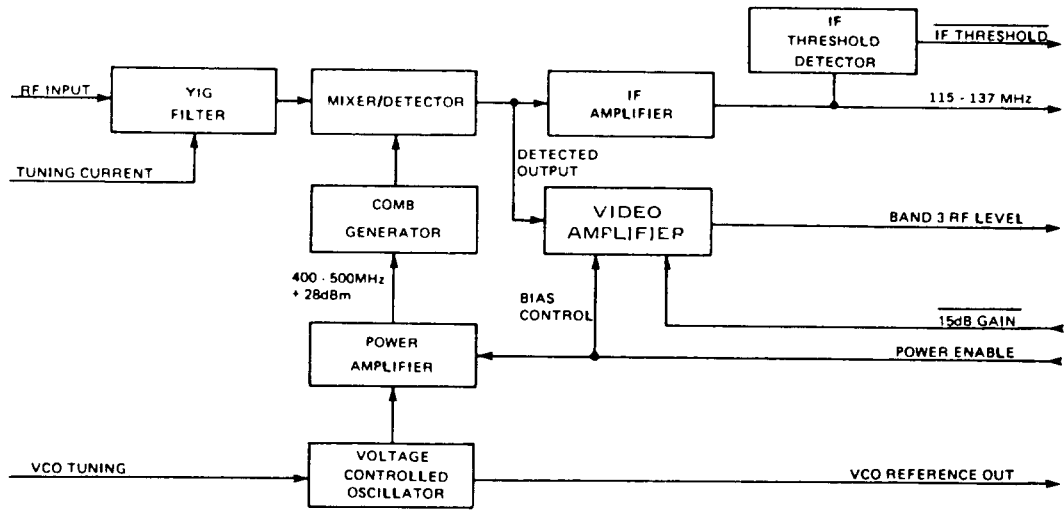 IF
THRESHOLD
DETECTOR
IF THRESHOLD
RF INPUT
YIG
FILTER
MIXER/DETECTOR
IF
AMPLIFIER
115 - 137 MHz
TUNING CURRENT
DETECTED
OUTPUT
COMB
GENERATOR
VIDEO
AMPLIFIER
BAND 3 RF LEVEL
400 - 500MHz
+ 28dBm
BIAS
CONTROL
15dB GAIN
POWER
AMPLIFIER
POWER ENABLE
VCO TUNING
VOLTAGE
CONTROLLED
OSCILLATOR
VCO REFERENCE OUT